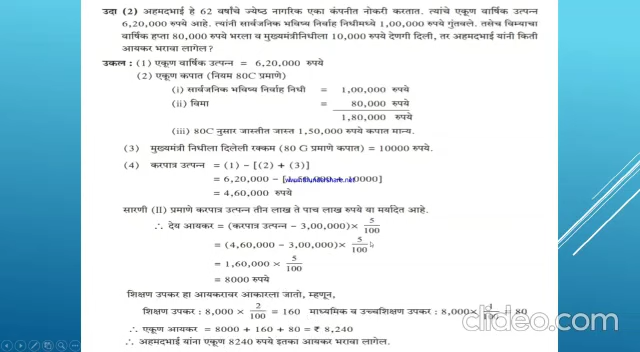 उदा (2) अहमदभाई हे 62 वर्षांचे ज्येष्ठ नागरिक एका कंपनीत नोकरी करतात. त्यांचे एकूण वार्षिक उत्पन्न
6,20,000 रुपये आहे. त्यांनी सार्वजनिक भविष्य निर्वाह निधीमध्ये 1,00,000 रुपये गुंतवले. तसेच विम्याचा
वार्षिक हप्ता 80,000 रुपये भरला व मुख्यमंत्रीनिधीला 10,000 रुपये देणगी दिली, तर अहमदभाई यांनी किती
आयकर भरावा लागेल?
उकल : (1) एकूण वार्षिक उत्पन्न = 6,20,000 रुपये
(2) एकूण कपात (नियम 80C प्रमाणे)
(i) सार्वजनिक भविष्य निर्वाह निधी = 1,00,000 रुपये
(ii) विमा = 80,000 रुपये
1,80,000 रुपये
(iii) 80C नुसार जास्तीत जास्त 1,50,000 रुपये कपात मान्य.
(3) मुख्यमंत्री निधीला दिलेली रक्कम (80 G प्रमाणे कपात) = 10000 रुपये.
(4) करपात्र उत्पन्न = (1) − [(2) + (3)]
= 6,20,000 − [1,50,000 + 10000]
= 4,60,000 रुपये
सारणी (II) प्रमाणे करपात्र उत्पन्न तीन लाख ते पाच लाख रुपये या मर्यादेत आहे.
∴ देय आयकर = (करपात्र उत्पन्न − 3,00,000) × 5/100
= (4,60,000 − 3,00,000) × 5/100
= 1,60,000 × 5/100
= 8000 रुपये
शिक्षण उपकर हा आयकरावर आकारला जातो, म्हणून,
शिक्षण उपकर : 8,000 × 2/100 = 160 माध्यमिक व उच्चशिक्षण उपकर : 8,000 × 1/100 = 80
∴ एकूण आयकर = 8000 + 160 + 80 = ₹ 8,240
∴ अहमदभाई यांना एकूण 8240 रुपये इतका आयकर भरावा लागेल.
Recorded with
clideo.com